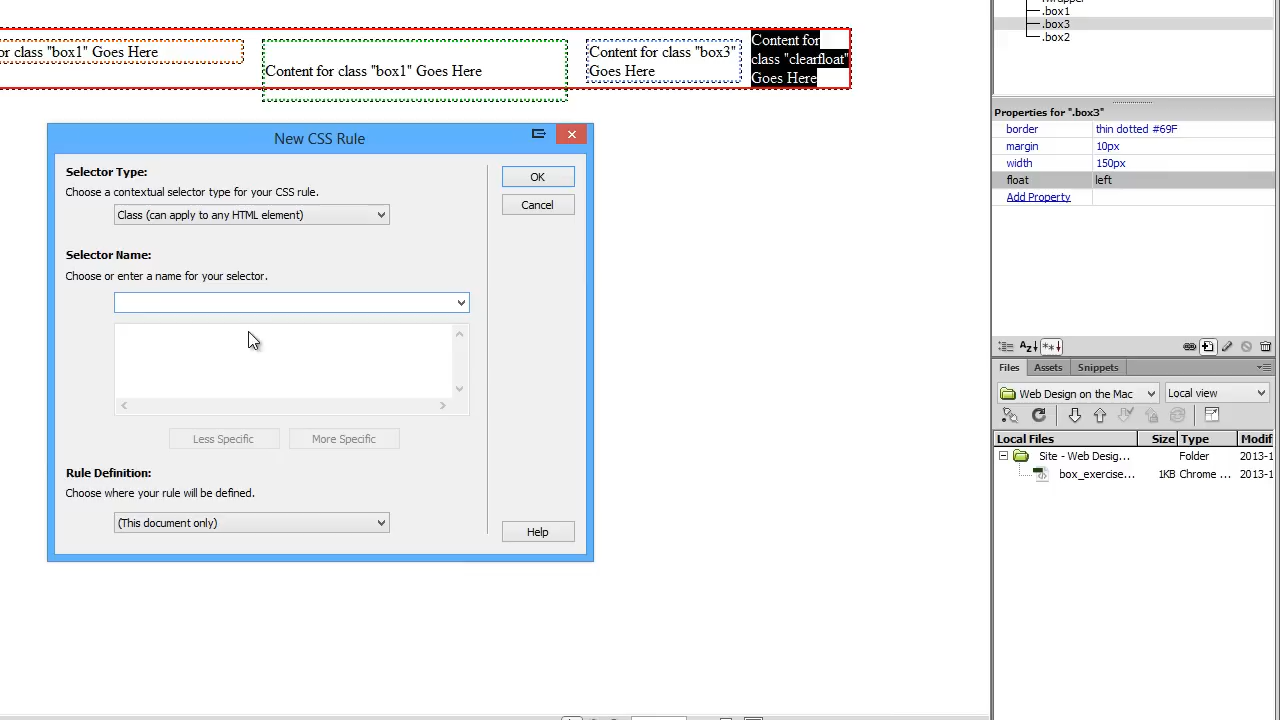 .box1
.box3
.box2
or class "box1" Goes Here
Content for class "box1" Goes Here
Content for class "box3"
Goes Here
Content for
class "clearfloat"
Goes Here
New CSS Rule
Selector Type:
Choose a contextual selector type for your CSS rule.
Class (can apply to any HTML element)
OK
Cancel
Selector Name:
Choose or enter a name for your selector.
Less Specific
More Specific
Rule Definition:
Choose where your rule will be defined.
(This document only)
Help
Properties for ".box3"
border thin dotted #69F
margin 10px
width 150px
float left
Add Property
Files Assets Snippets
Web Design on the Mac Local view
Local Files Size Type Modif
Site - Web Desig... Folder 2013-1
box_exercise... 1KB Chrome ... 2013-1